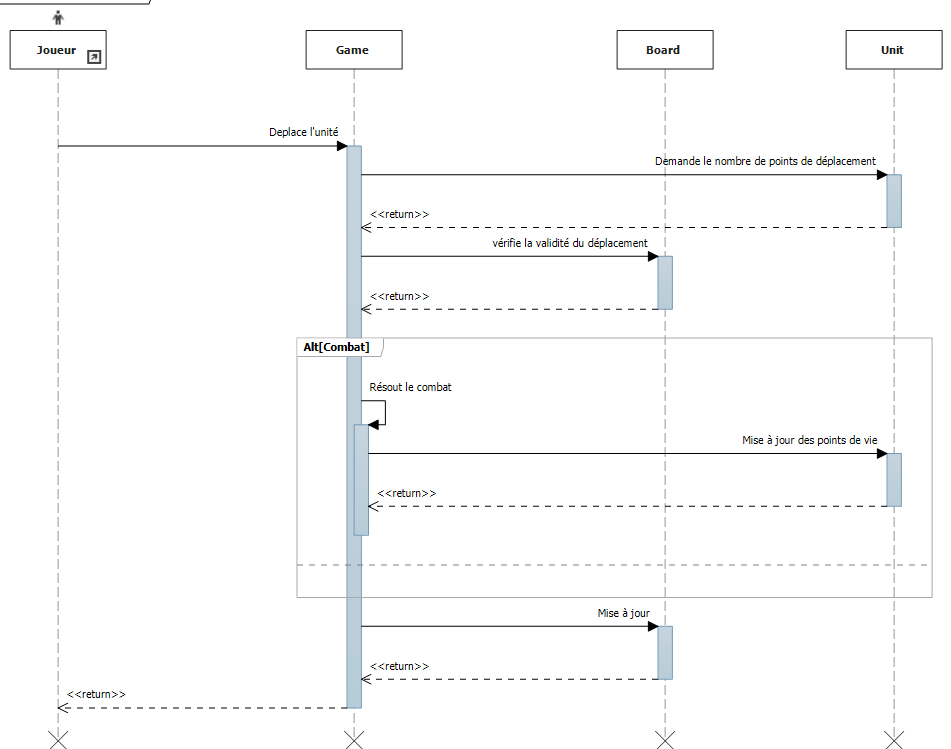 Joueur
Game
Board
Unit
Deplace l'unité
Demande le nombre de points de déplacement
<<return>>
vérifie la validité du déplacement
<<return>>
Alt[Combat]
Résout le combat
Mise à jour des points de vie
<<return>>
Mise à jour
<<return>>
<<return>>